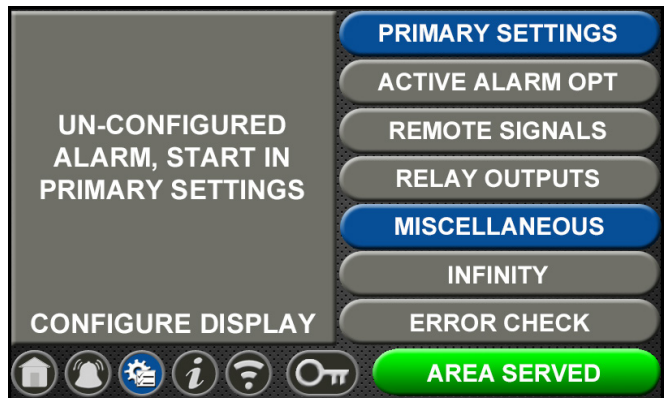 UN-CONFIGURED
ALARM, START IN
PRIMARY SETTINGS
CONFIGURE DISPLAY
PRIMARY SETTINGS
ACTIVE ALARM OPT
REMOTE SIGNALS
RELAY OUTPUTS
MISCELLANEOUS
INFINITY
ERROR CHECK
i
AREA SERVED